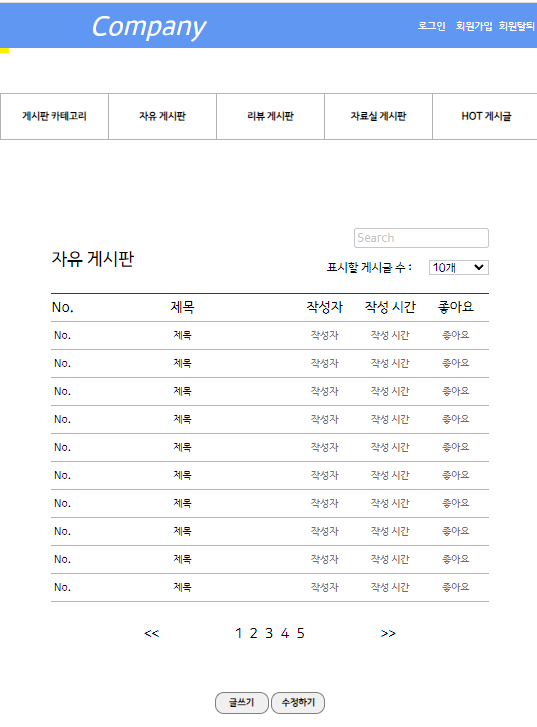 Company 로그인 회원가입 회원탈퇴
게시판 카테고리 자유 게시판 리뷰 게시판 자료실 게시판 HOT 게시글
Search
자유 게시판
표시할 게시글 수 : 10개
No. 제목 작성자 작성 시간 좋아요
No. 제목 작성자 작성 시간 좋아요
No. 제목 작성자 작성 시간 좋아요
No. 제목 작성자 작성 시간 좋아요
No. 제목 작성자 작성 시간 좋아요
No. 제목 작성자 작성 시간 좋아요
No. 제목 작성자 작성 시간 좋아요
No. 제목 작성자 작성 시간 좋아요
No. 제목 작성자 작성 시간 좋아요
No. 제목 작성자 작성 시간 좋아요
No. 제목 작성자 작성 시간 좋아요
<< 1 2 3 4 5 >>
글쓰기 수정하기